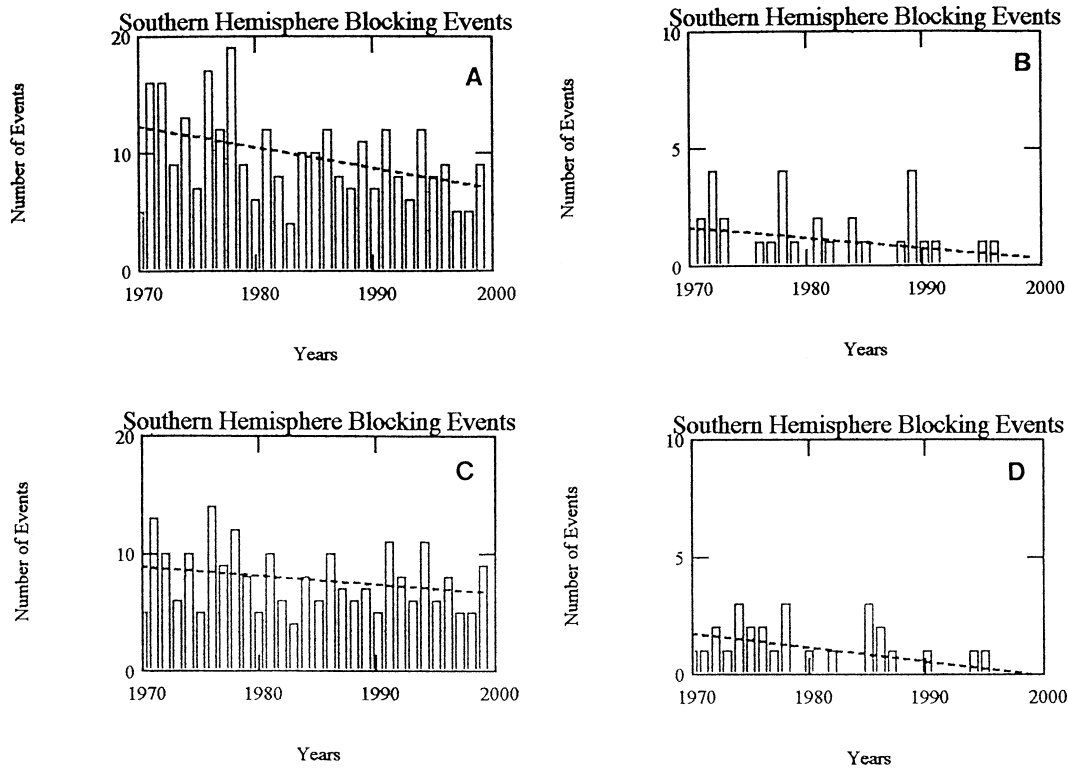 Southern Hemisphere Blocking Events
20
10
0
A
Number of Events
1970 1980 1990 2000
Years
Southern Hemisphere Blocking Events
10
5
0
B
Number of Events
1970 1980 1990 2000
Years
Southern Hemisphere Blocking Events
20
10
0
C
Number of Events
1970 1980 1990 2000
Years
Southern Hemisphere Blocking Events
10
5
0
D
Number of Events
1970 1980 1990 2000
Years